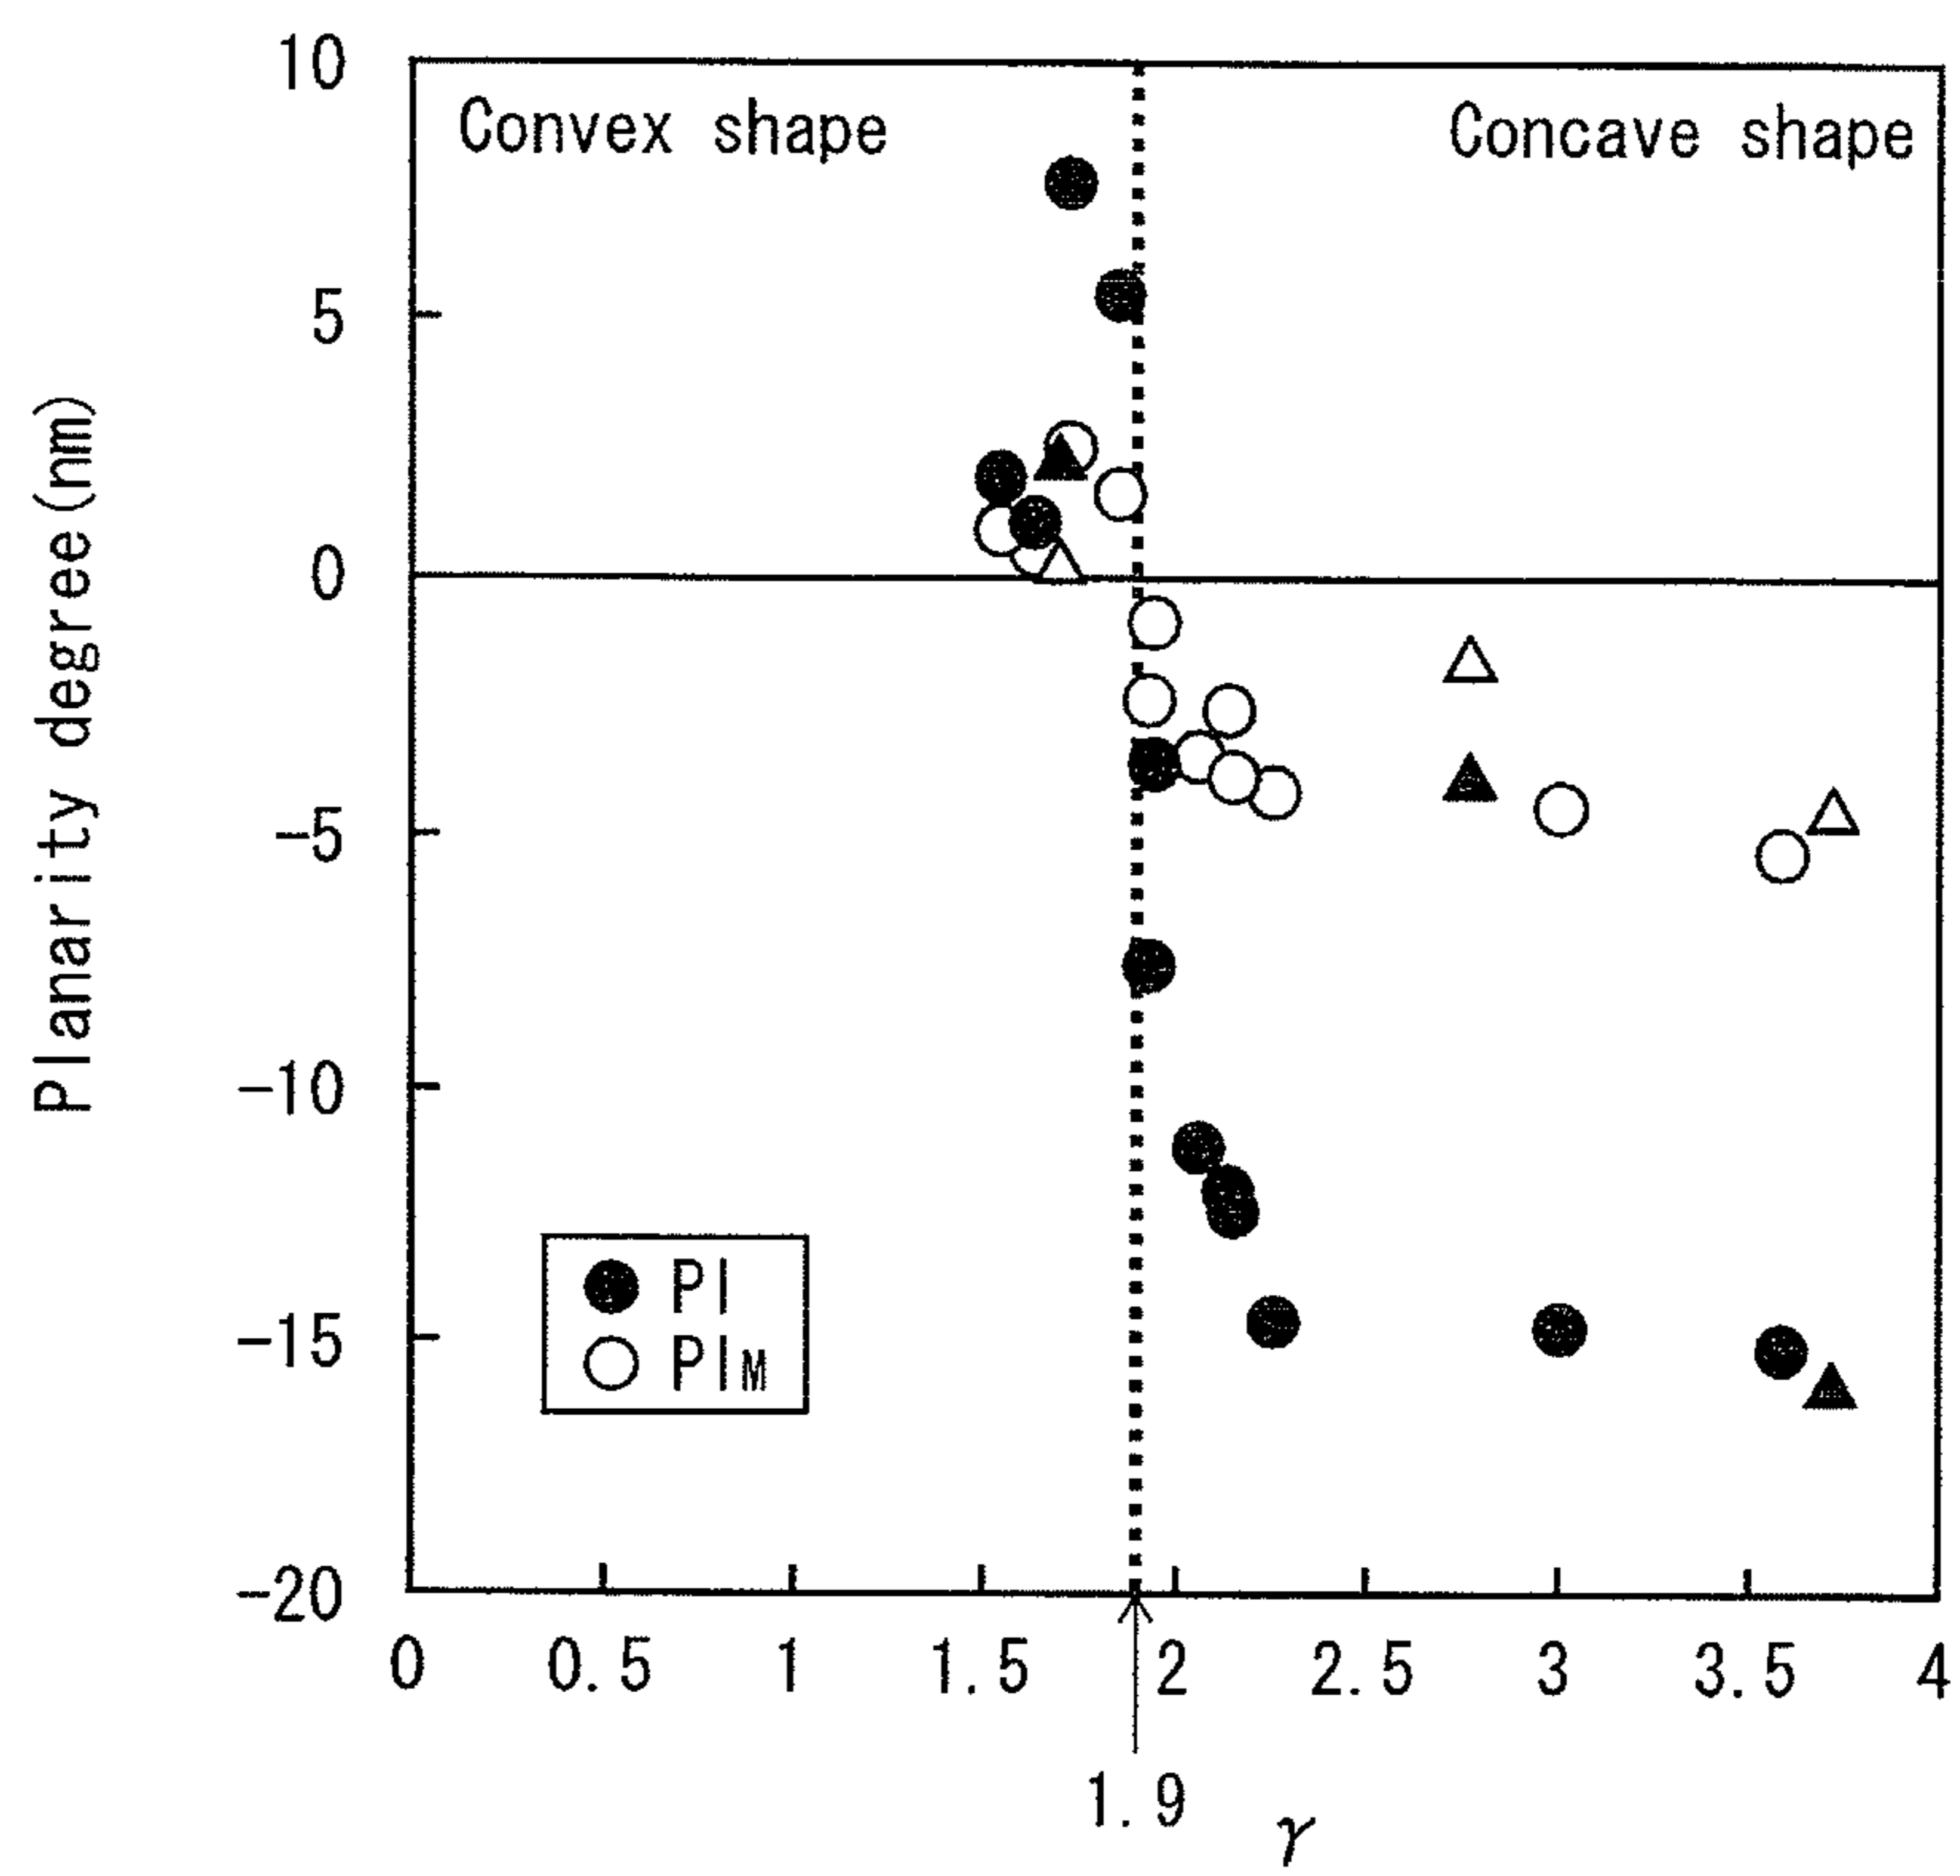 10
Convex shape
Concave shape
5
0
-5
-10
-15
-20
Planarity degree(nm)
PI
PIM
0
0.5
1
1.5
2
2.5
3
3.5
4
1.9
γ